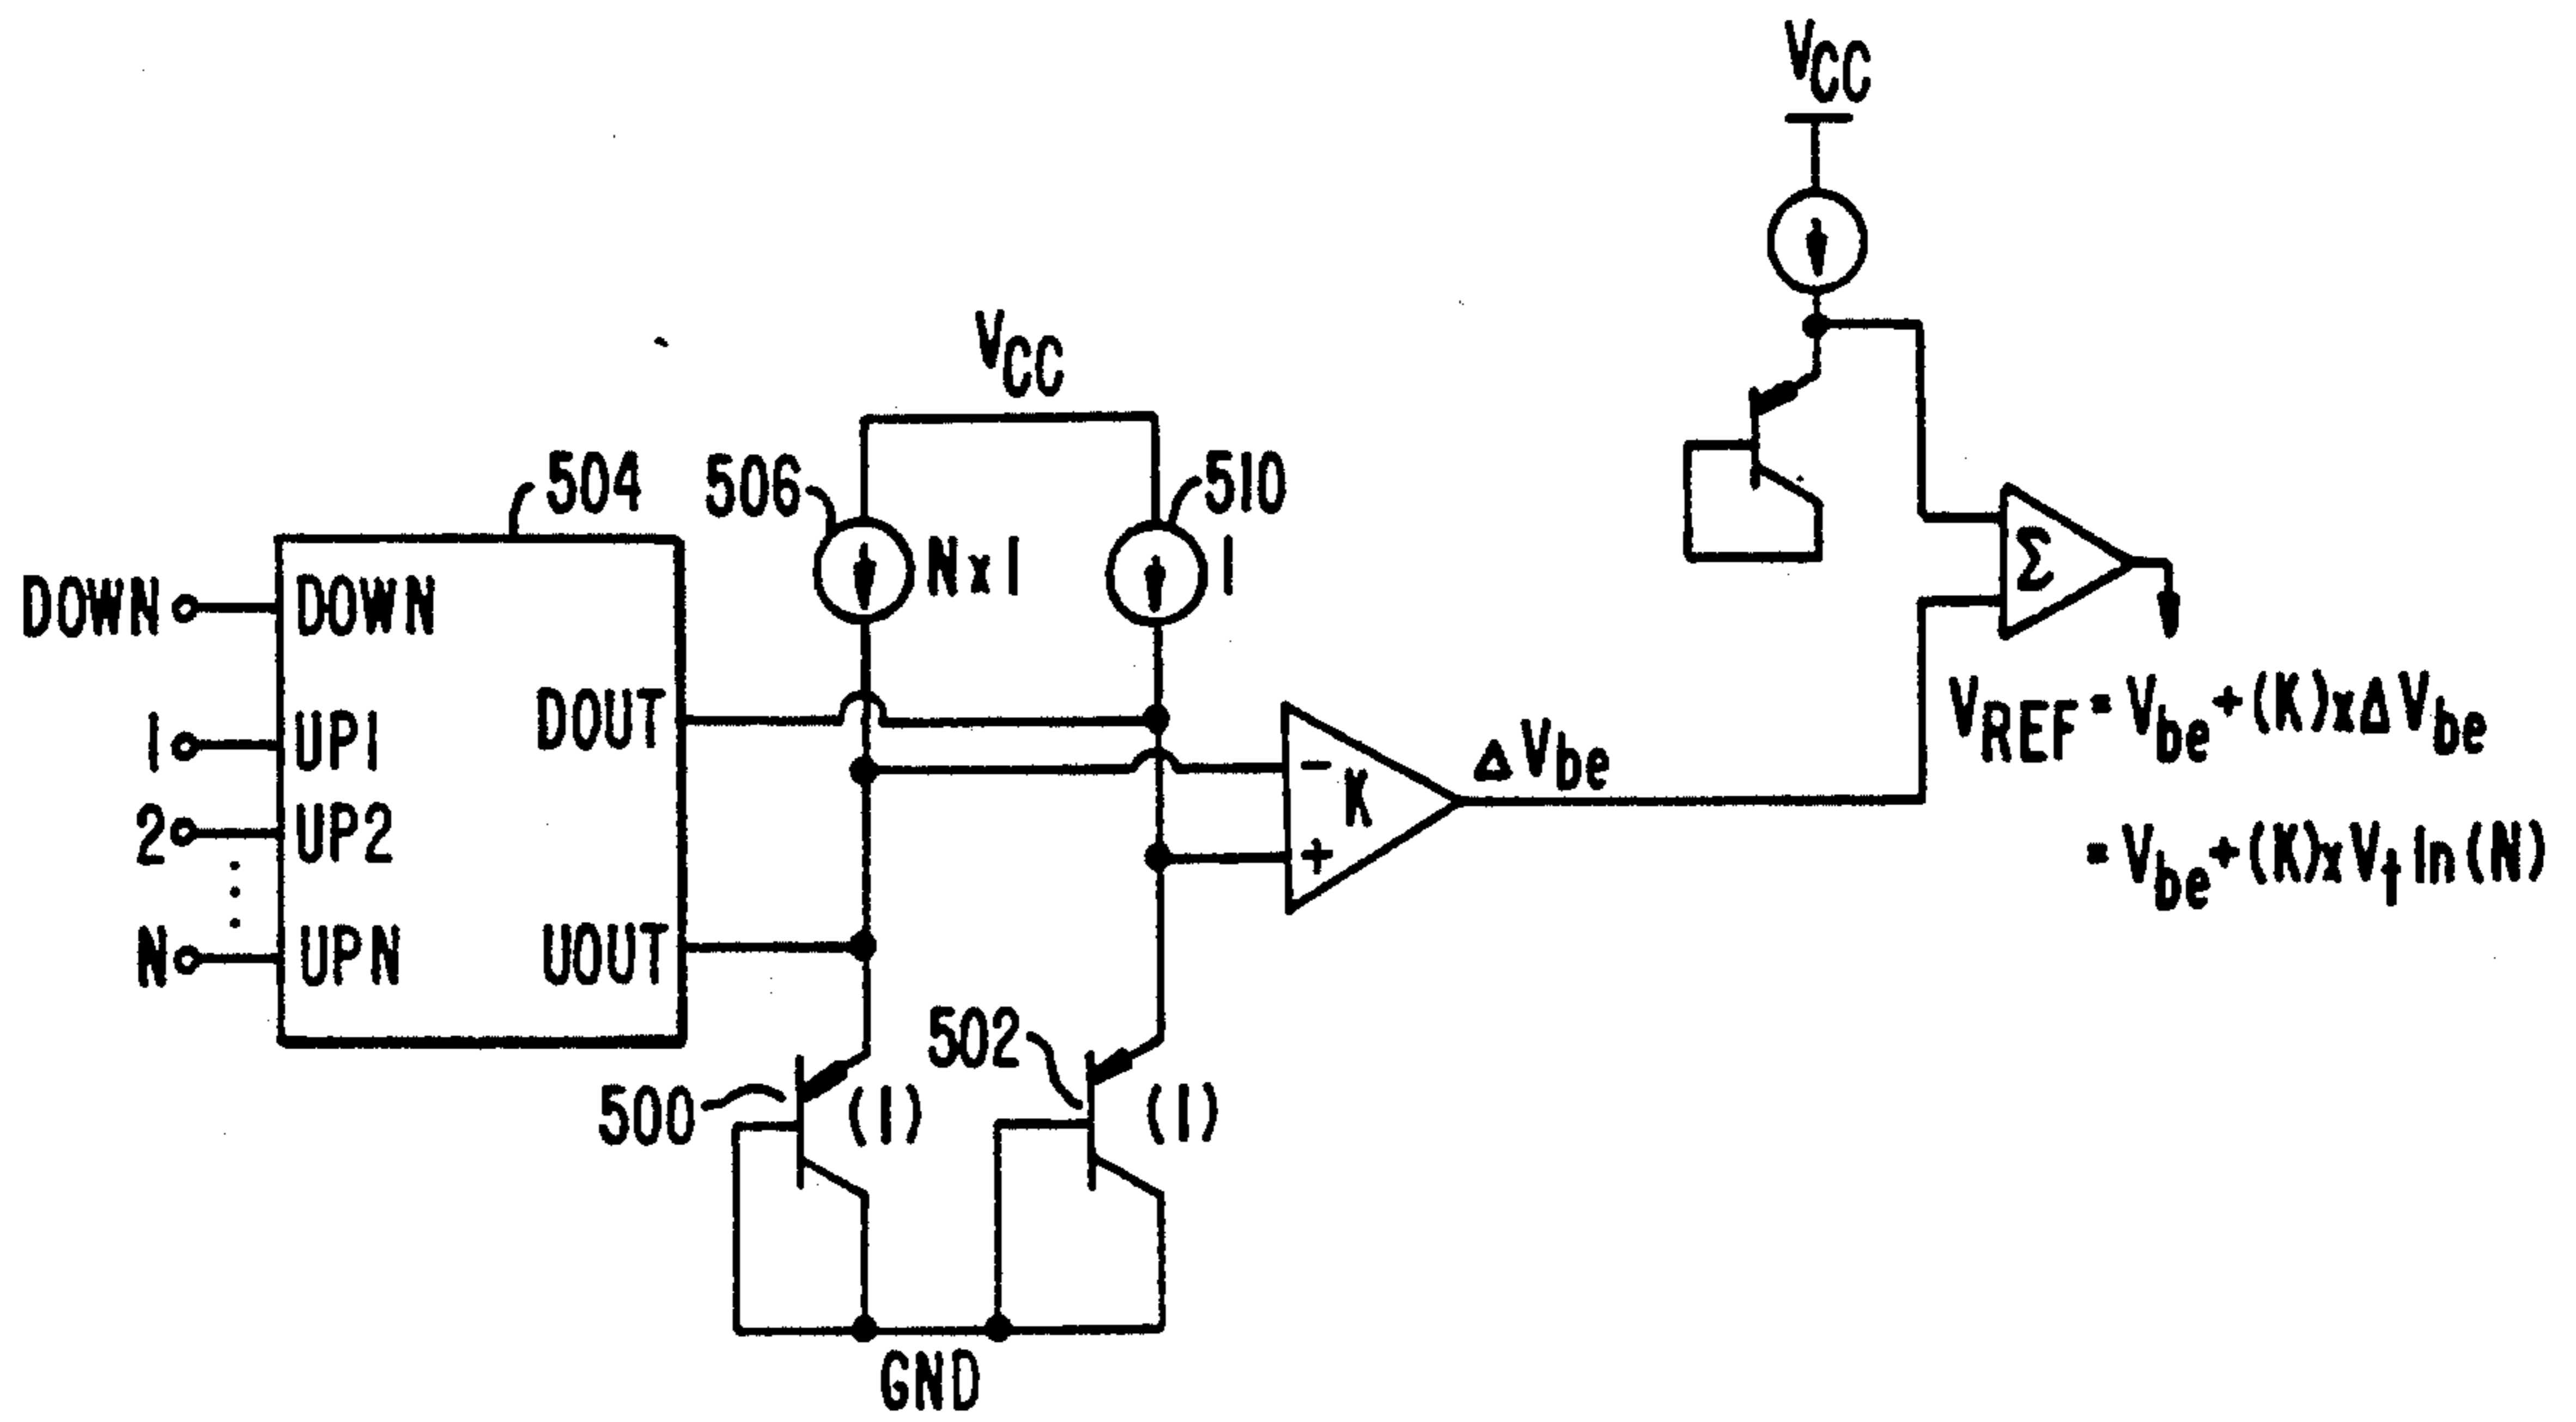 VCC
VCC
504
506
510
N x I
I
DOWN
DOWN
DOUT
I
UP1
2
UP2
N
UPN
UOUT
-
K
+
ΔVbe
Σ
VREF = Vbe + (K) x ΔVbe
= Vbe + (K) x Vt ln (N)
500
(1)
502
(1)
GND